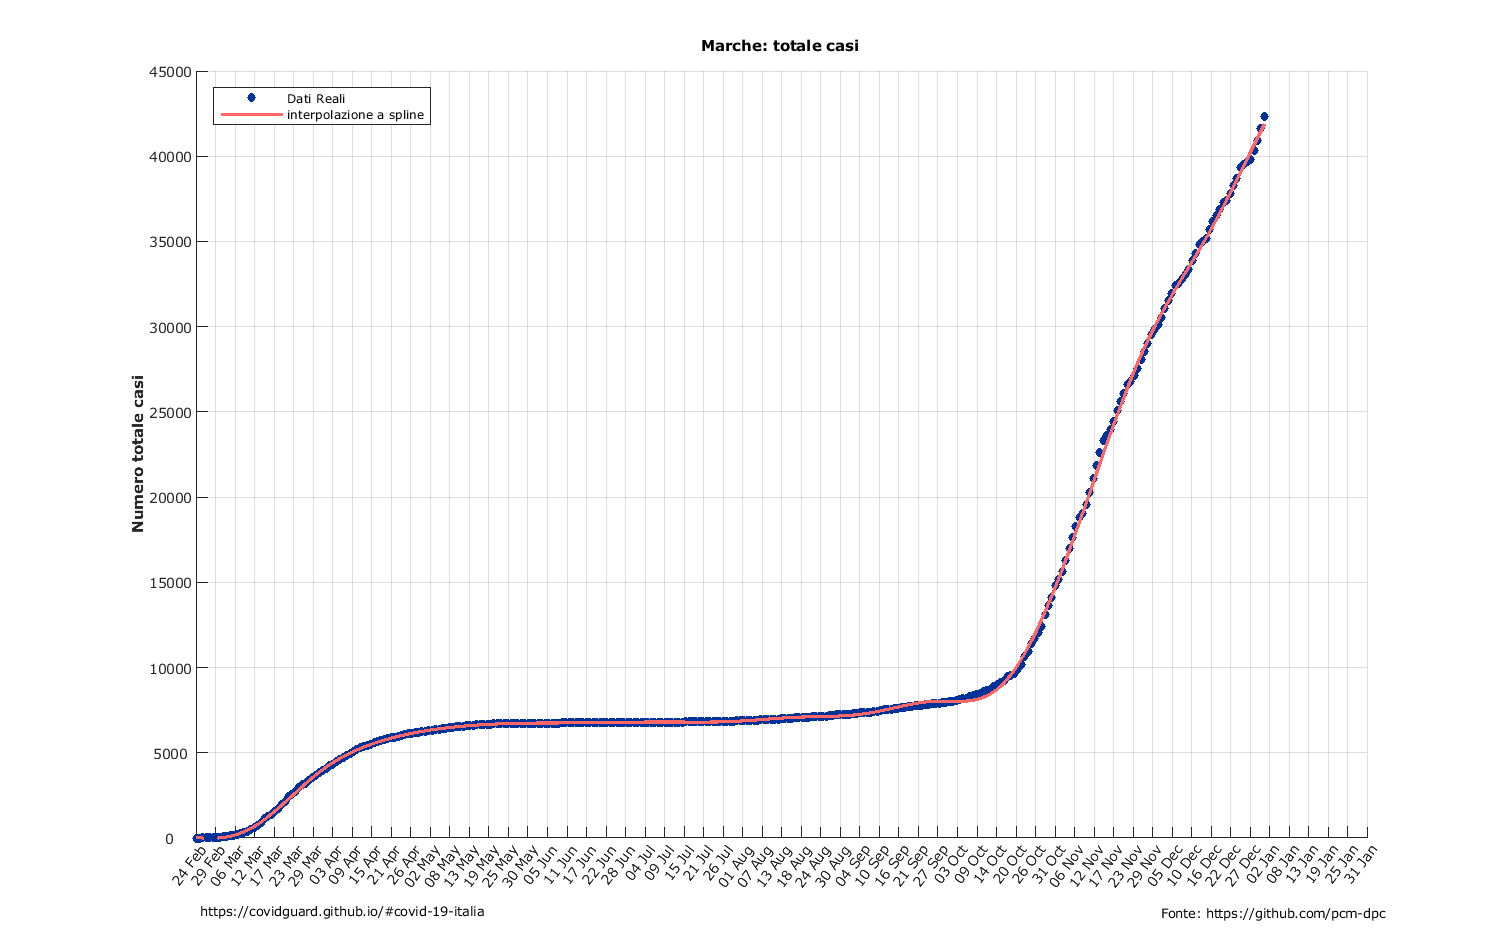 Marche: totale casi
45000
40000
35000
30000
25000
20000
15000
10000
5000
0
Numero totale casi
Dati Reali
interpolazione a spline
24 Feb
29 Feb
06 Mar
12 Mar
17 Mar
23 Mar
29 Mar
03 Apr
09 Apr
15 Apr
21 Apr
26 Apr
02 May
08 May
13 May
19 May
25 May
30 May
05 Jun
11 Jun
17 Jun
22 Jun
28 Jun
04 Jul
09 Jul
15 Jul
21 Jul
26 Jul
01 Aug
07 Aug
13 Aug
18 Aug
24 Aug
30 Aug
04 Sep
10 Sep
16 Sep
21 Sep
27 Sep
03 Oct
09 Oct
14 Oct
20 Oct
26 Oct
31 Oct
06 Nov
12 Nov
17 Nov
23 Nov
29 Nov
05 Dec
10 Dec
16 Dec
22 Dec
27 Dec
02 Jan
08 Jan
13 Jan
19 Jan
25 Jan
31 Jan
https://covidguard.github.io/#covid-19-italia
Fonte: https://github.com/pcm-dpc